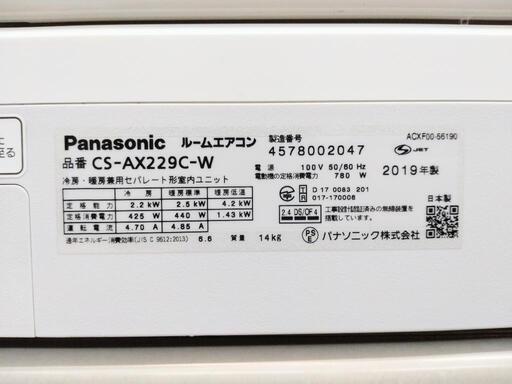 Panasonic ルームエアコン
品番 CS-AX229C-W
冷房・暖房兼用セパレート形室内ユニット
冷房 暖房標準 暖房低温
定格能力 2.2 kW 2.5 kW 4.2 kW
定格消費電力 425 W 440 W 1.43 kW
運転電流 4.70 A 4.85 A
通年エネルギー消費効率(JIS C 9612:2013) 6.6 質量 14kg
製造番号
4578002047
電源 100V 50/60 Hz
電動機の定格消費電力 780 W
T R D 17 0083 201
017-170006
2.4 DS/OF4
工事設計認証済みの無線装置を搭載しています。
PSE パナソニック株式会社
ACXF00-56190
S JET
2019年製
日本製